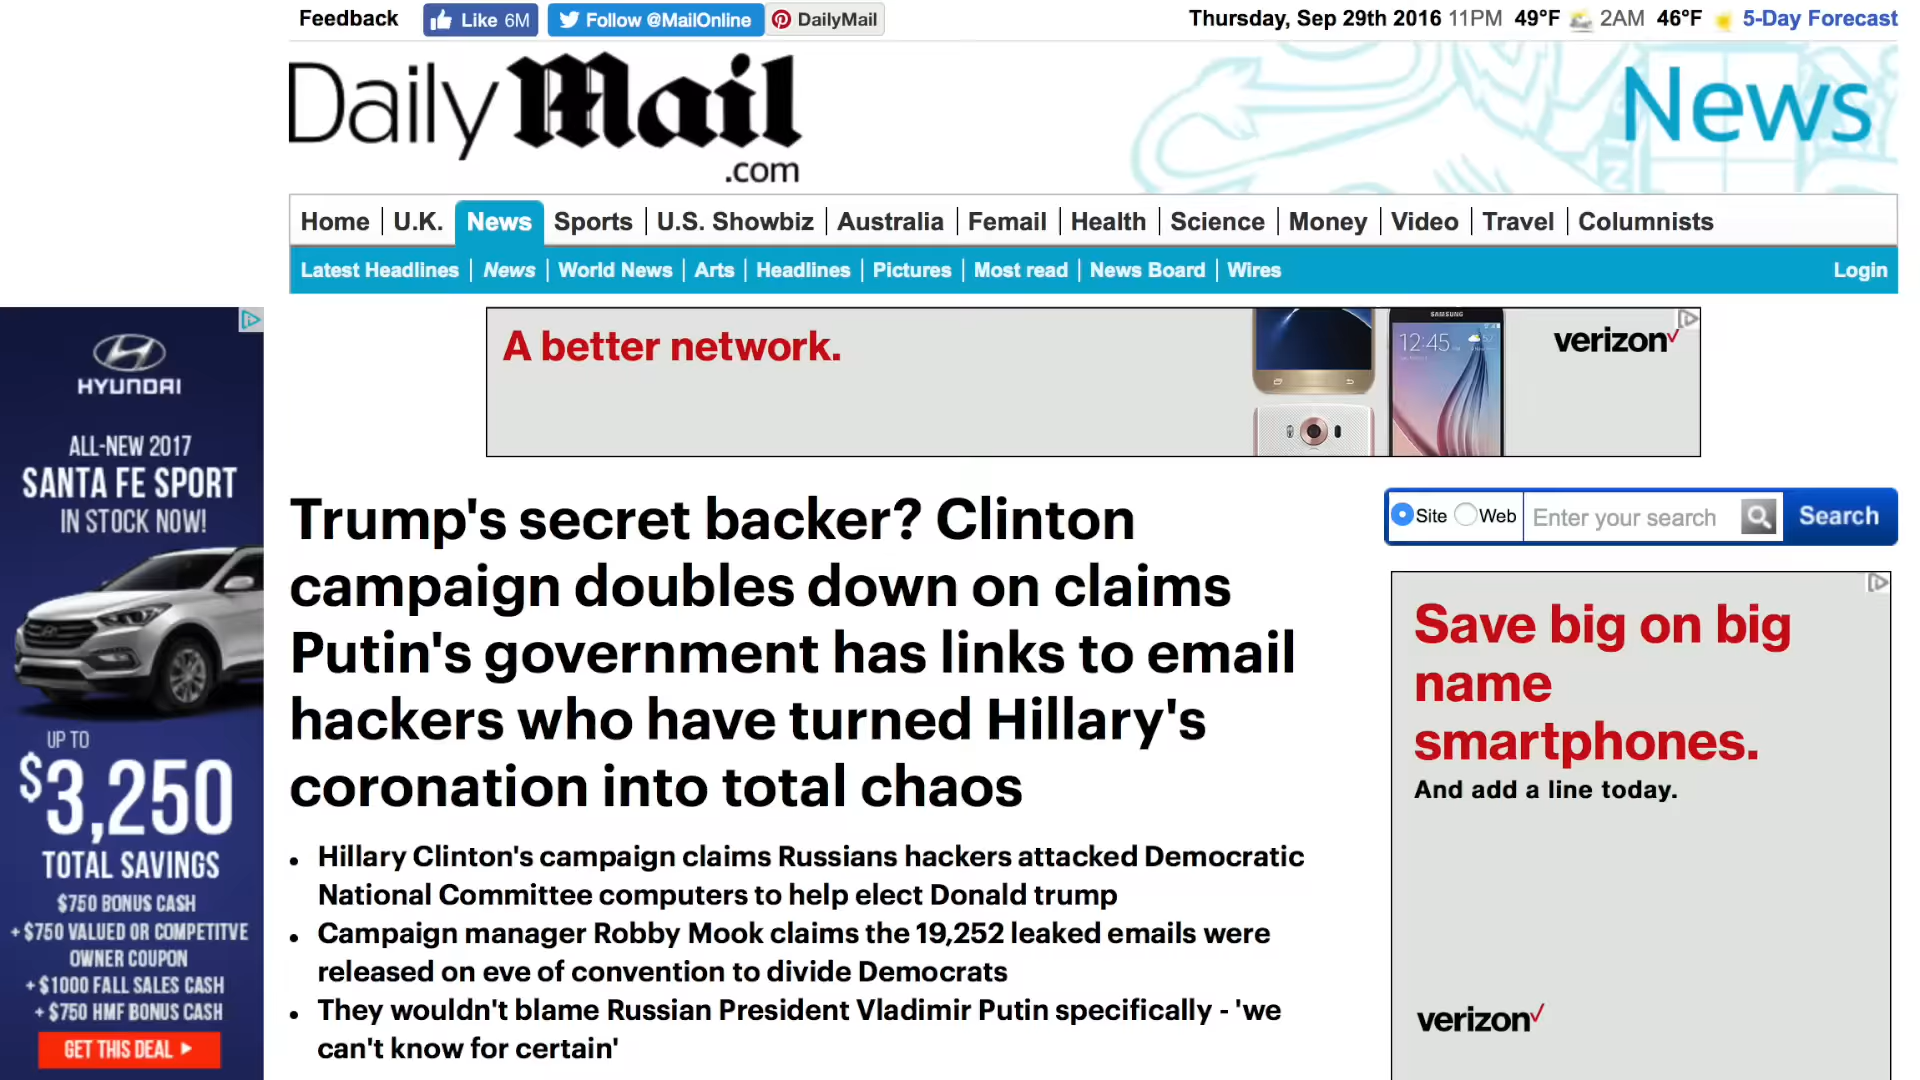 Feedback
Like 6M
Follow @MailOnline
DailyMail
Thursday, Sep 29th 2016 11PM 49°F 2AM 46°F 5-Day Forecast
Daily Mail
.com
News
Home U.K. News Sports U.S. Showbiz Australia Femail Health Science Money Video Travel Columnists
Latest Headlines News World News Arts Headlines Pictures Most read News Board Wires Login
A better network.
SAMSUNG
12:45
verizon
HYUNDAI
ALL-NEW 2017
SANTA FE SPORT
IN STOCK NOW!
UP TO
$3,250
TOTAL SAVINGS
$750 BONUS CASH
+ $750 VALUED OR COMPETITVE
OWNER COUPON
+ $1000 FALL SALES CASH
+ $750 HMF BONUS CASH
GET THIS DEAL
Trump's secret backer? Clinton
campaign doubles down on claims
Putin's government has links to email
hackers who have turned Hillary's
coronation into total chaos
Hillary Clinton's campaign claims Russians hackers attacked Democratic
National Committee computers to help elect Donald trump
Campaign manager Robby Mook claims the 19,252 leaked emails were
released on eve of convention to divide Democrats
They wouldn't blame Russian President Vladimir Putin specifically - 'we
can't know for certain'
Site Web Enter your search Search
Save big on big
name
smartphones.
And add a line today.
verizon